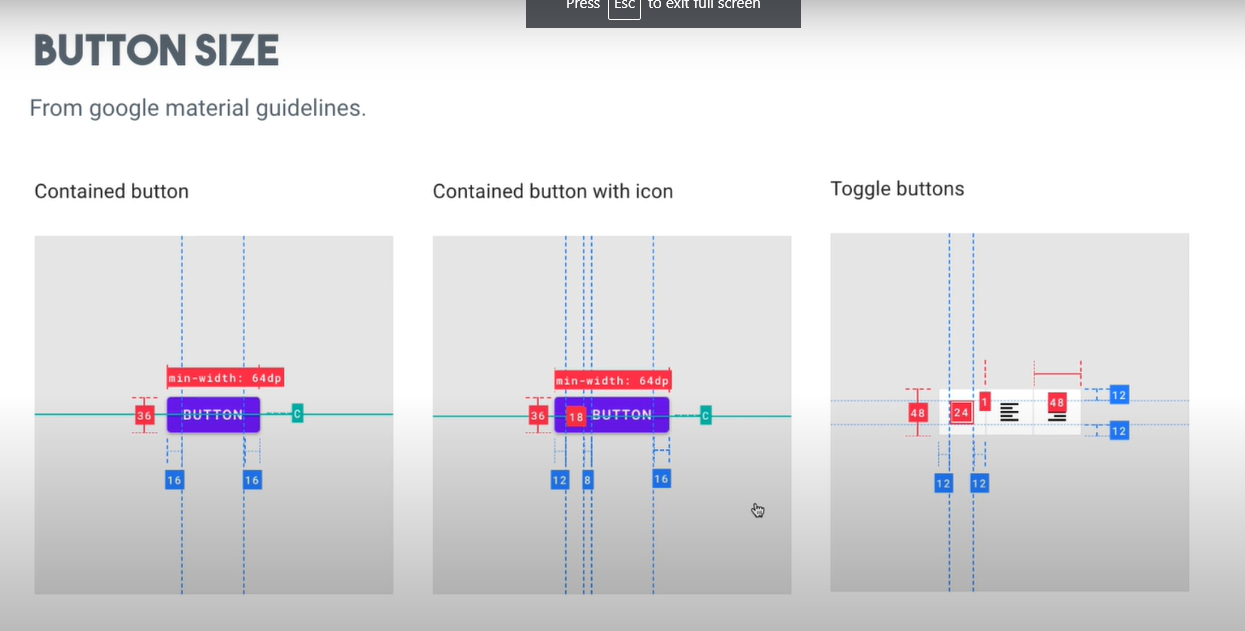 Press Esc to exit full screen
BUTTON SIZE
From google material guidelines.
Contained button
Contained button with icon
Toggle buttons
min-width: 64dp
36
BUTTON
C
16
16
min-width: 64dp
36
18
BUTTON
C
12
8
16
48
24
1
48
12
12
12
12